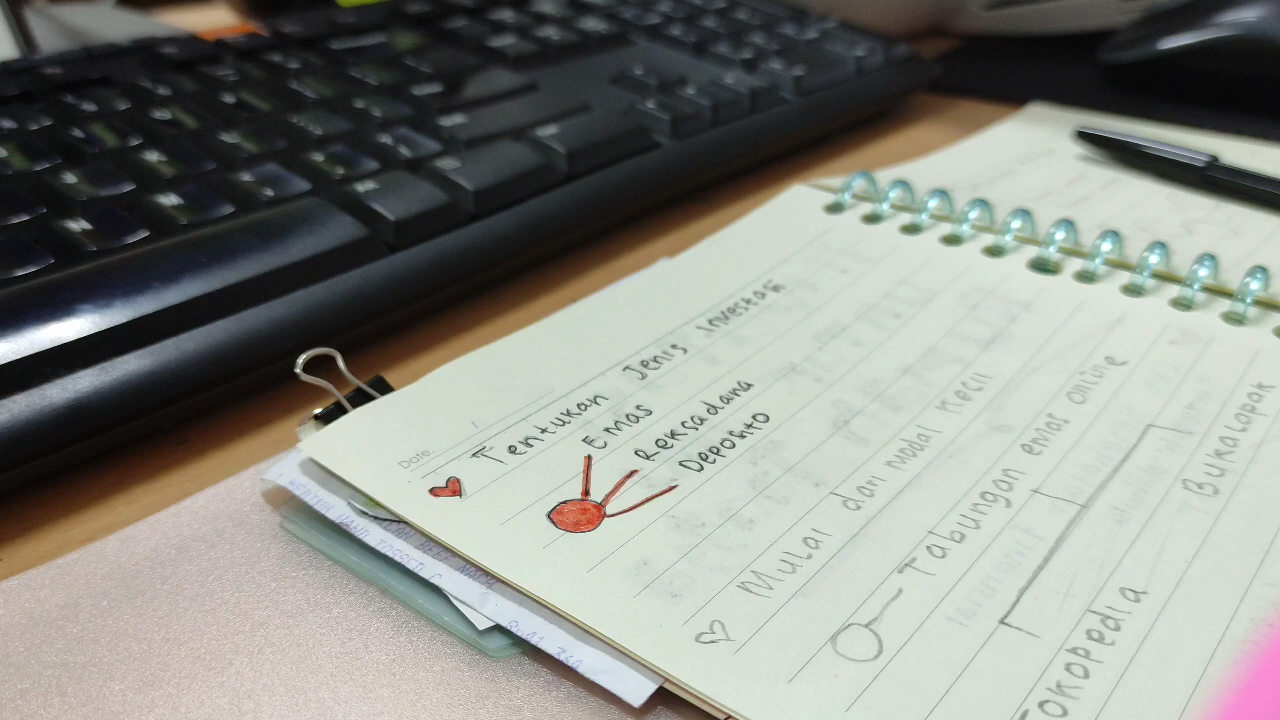 Date.
Tentukan Jenis Investasi
Emas
Reksadana
Deposito
Mulai dari modal kecil
Tabungan emas online
Tokopedia Bukalapak